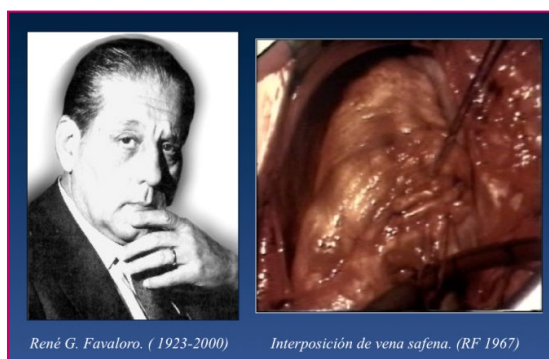 René G. Favaloro. ( 1923-2000)
Interposición de vena safena. (RF 1967)